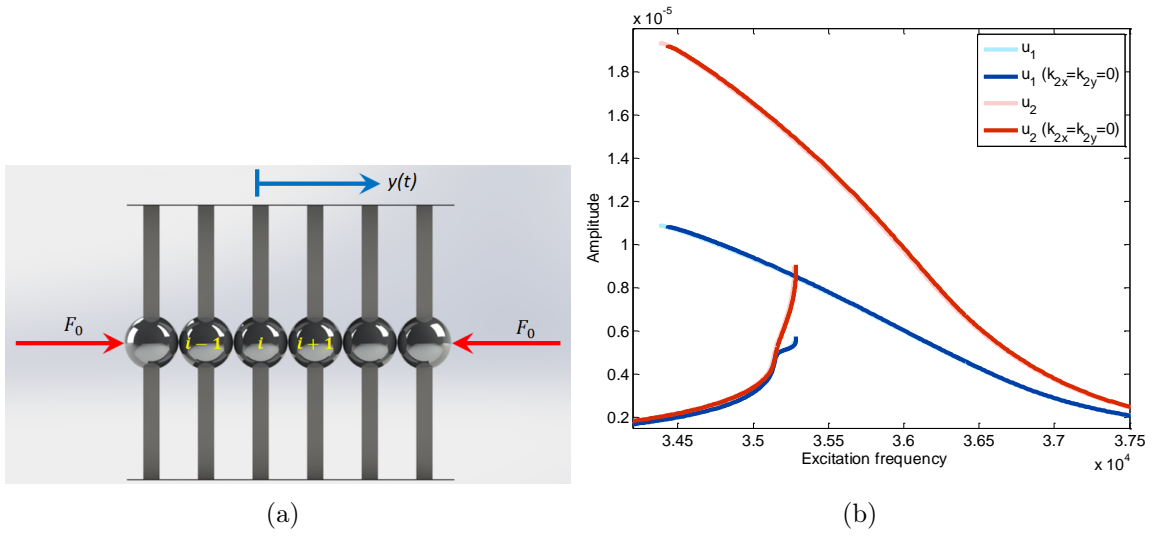 y(t)
F₀
i − 1
i
i + 1
F₀
(a)
x 10⁻⁵
u₁
u₁ (k₂ₓ=k₂y=0)
u₂
u₂ (k₂ₓ=k₂y=0)
1.8
1.6
1.4
1.2
1
0.8
0.6
0.4
0.2
Amplitude
3.45 3.5 3.55 3.6 3.65 3.7 3.75
Excitation frequency
x 10⁴
(b)